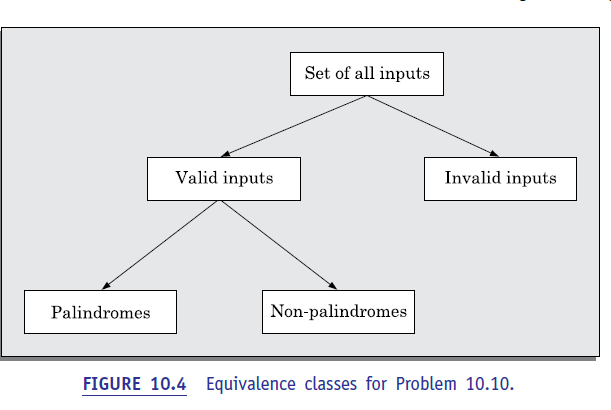 Set of all inputs
Valid inputs
Invalid inputs
Palindromes
Non-palindromes
FIGURE 10.4 Equivalence classes for Problem 10.10.